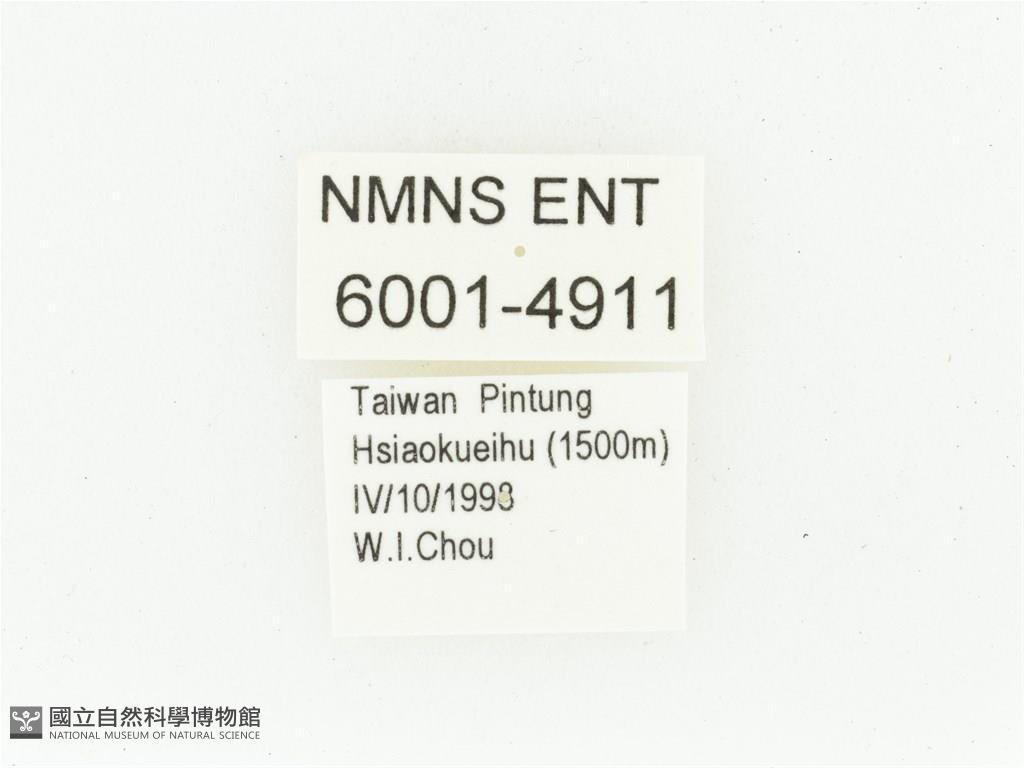 NMNS ENT
6001-4911
Taiwan Pintung
Hsiaokueihu (1500m)
IV/10/1998
W.I.Chou
國立自然科學博物館
NATIONAL MUSEUM OF NATURAL SCIENCE